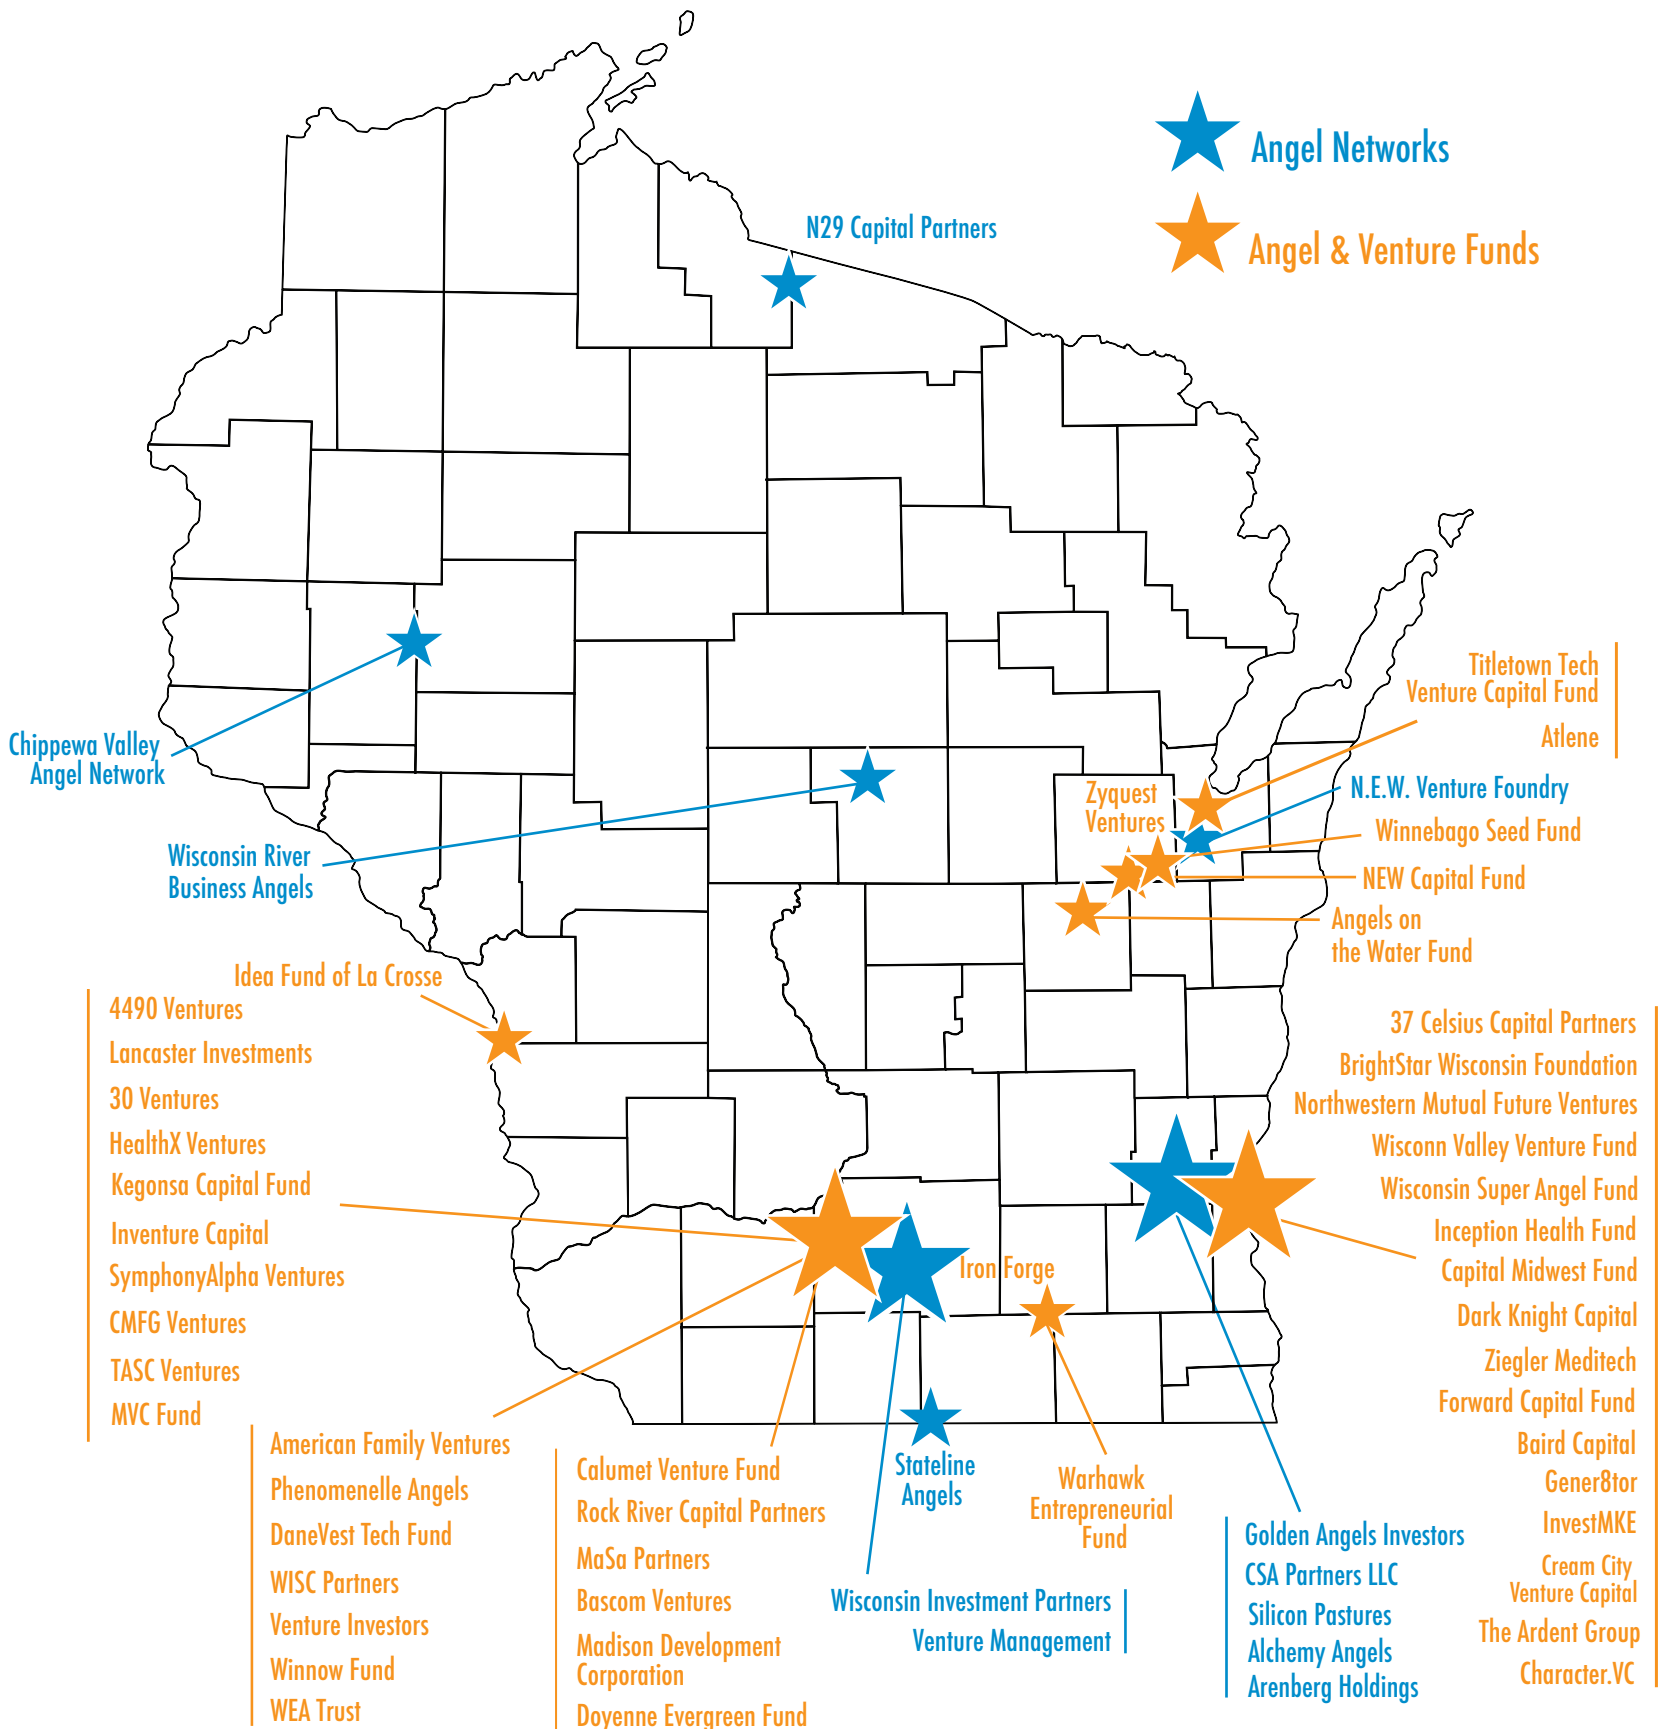 Angel Networks
Angel & Venture Funds
N29 Capital Partners
Chippewa Valley
Angel Network
Wisconsin River
Business Angels
Titletown Tech
Venture Capital Fund
Atlene
N.E.W. Venture Foundry
Zyquest
Ventures
Winnebago Seed Fund
NEW Capital Fund
Angels on
the Water Fund
Idea Fund of La Crosse
4490 Ventures
Lancaster Investments
30 Ventures
HealthX Ventures
Kegonsa Capital Fund
Inventure Capital
SymphonyAlpha Ventures
CMFG Ventures
TASC Ventures
MVC Fund
American Family Ventures
Phenomenelle Angels
DaneVest Tech Fund
WISC Partners
Venture Investors
Winnow Fund
WEA Trust
Calumet Venture Fund
Rock River Capital Partners
MaSa Partners
Bascom Ventures
Madison Development
Corporation
Doyenne Evergreen Fund
Iron Forge
Stateline
Angels
Warhawk
Entrepreneurial
Fund
Wisconsin Investment Partners
Venture Management
Golden Angels Investors
CSA Partners LLC
Silicon Pastures
Alchemy Angels
Arenberg Holdings
37 Celsius Capital Partners
BrightStar Wisconsin Foundation
Northwestern Mutual Future Ventures
Wisconn Valley Venture Fund
Wisconsin Super Angel Fund
Inception Health Fund
Capital Midwest Fund
Dark Knight Capital
Ziegler Meditech
Forward Capital Fund
Baird Capital
Gener8tor
InvestMKE
Cream City
Venture Capital
The Ardent Group
Character.VC